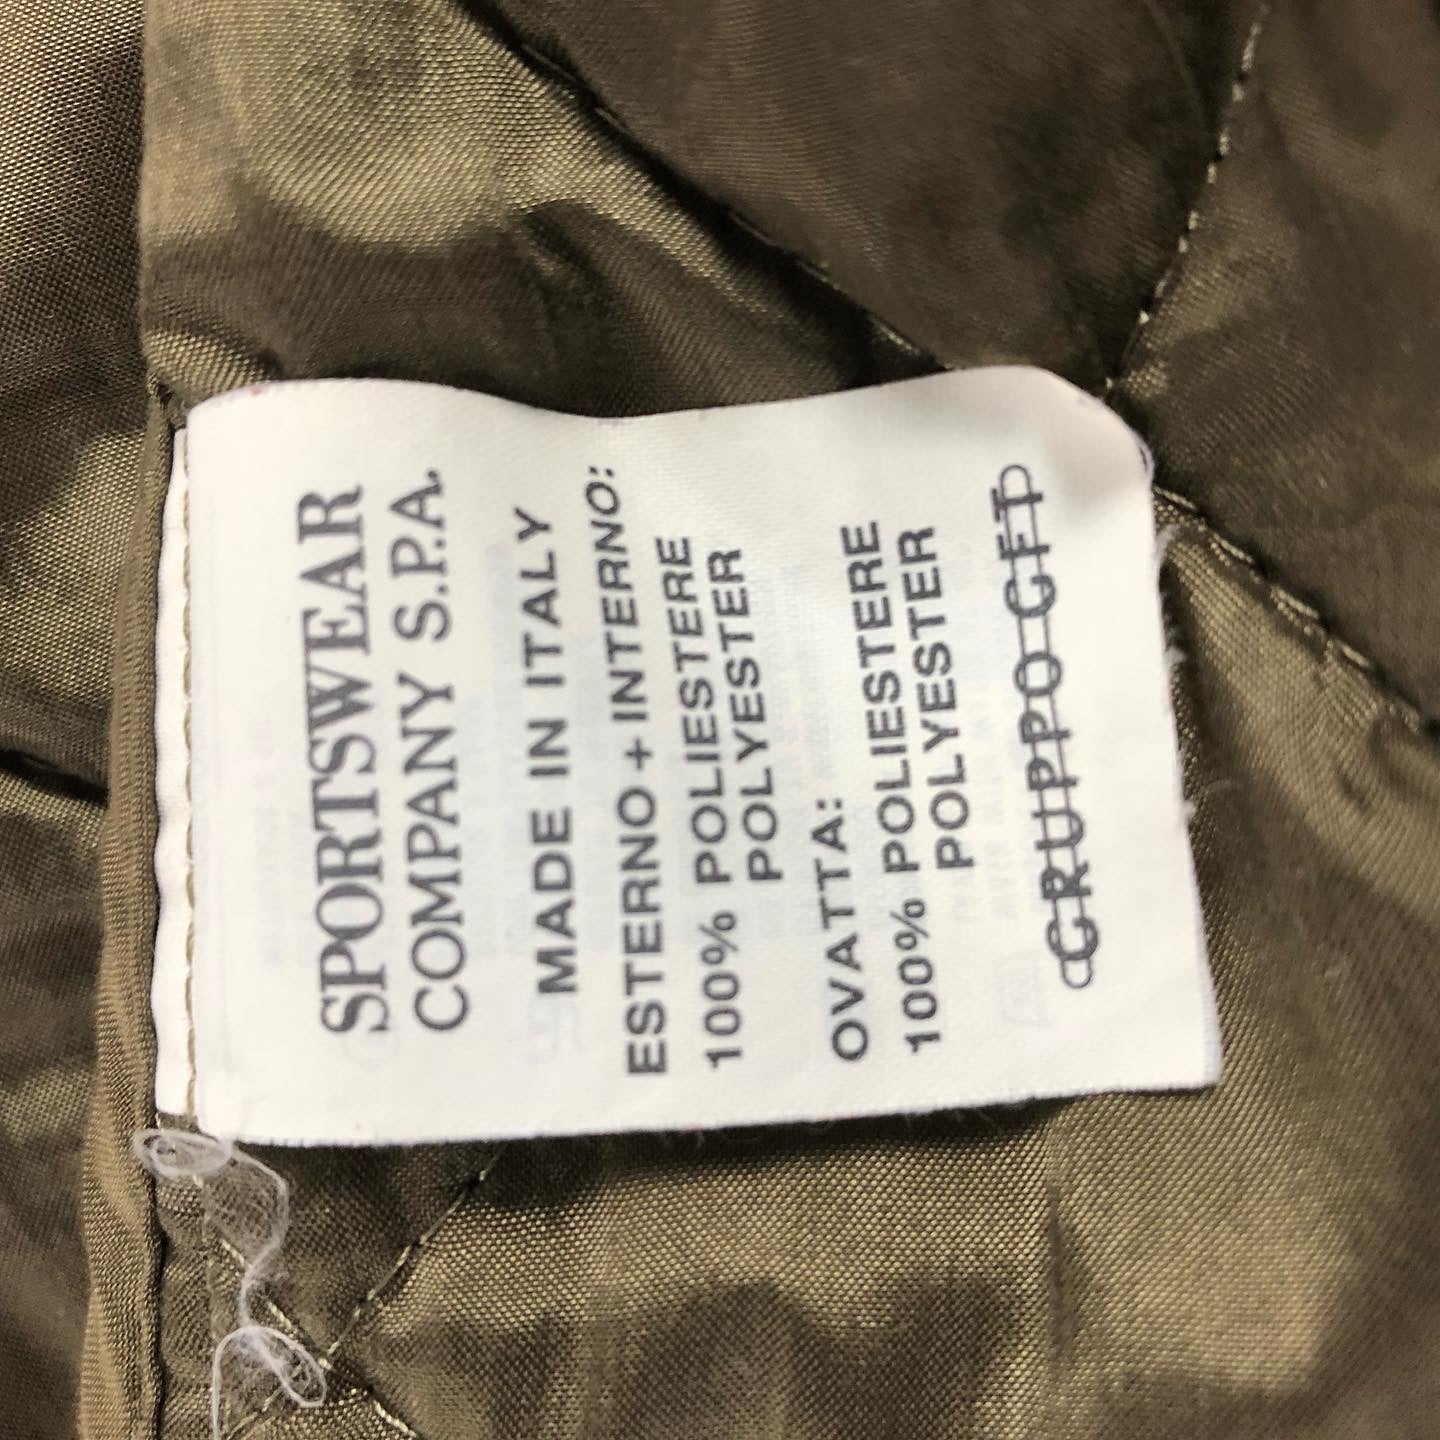 SPORTSWEAR
COMPANY S.P.A.
MADE IN ITALY
ESTERNO + INTERNO:
100% POLIESTERE
POLYESTER
OVATTA:
100% POLIESTERE
POLYESTER
GRUPPO GFT